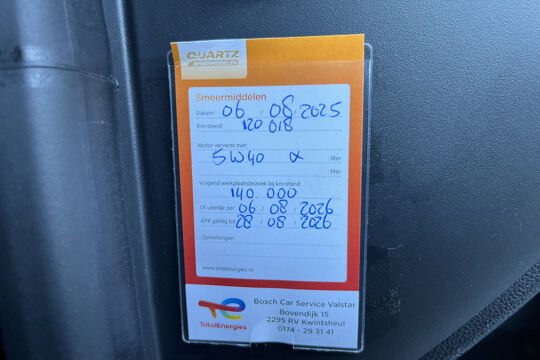 QUARTZ
SMEERMIDDELEN
Smeermiddelen
Datum: 06 / 08 / 2025
Km-stand: 120 018
Motor ververst met:
5W40 liter
liter
Volgend werkplaatsbezoek bij km-stand:
140.000
Of uiterlijk per: 06 / 08 / 2026
APK geldig tot: 28 / 08 / 2026
Opmerkingen:
www.totalenergies.nl
TotalEnergies
Bosch Car Service Valstar
Bovendijk 15
2295 RV Kwintsheul
0174 - 29 31 41